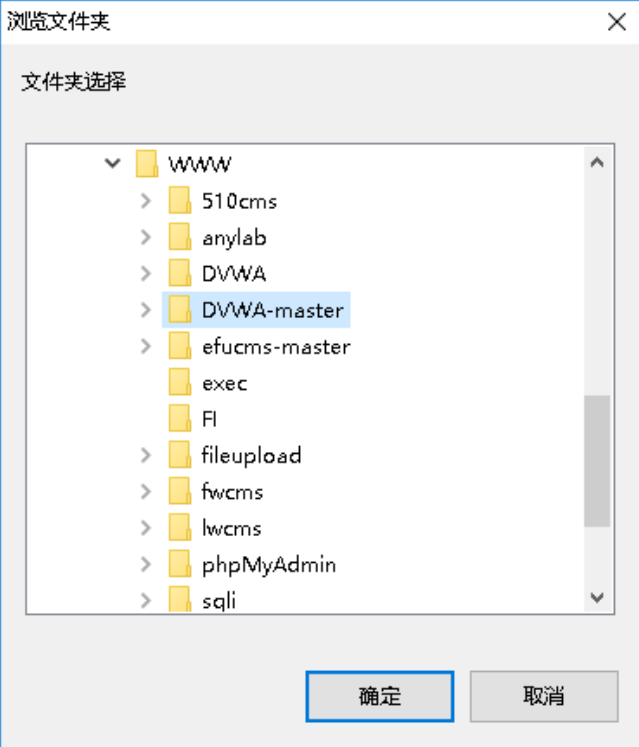 浏览文件夹
文件夹选择
WWW
510cms
anylab
DVWA
DVWA-master
efucms-master
exec
FI
fileupload
fwcms
lwcms
phpMyAdmin
sqli
确定 取消